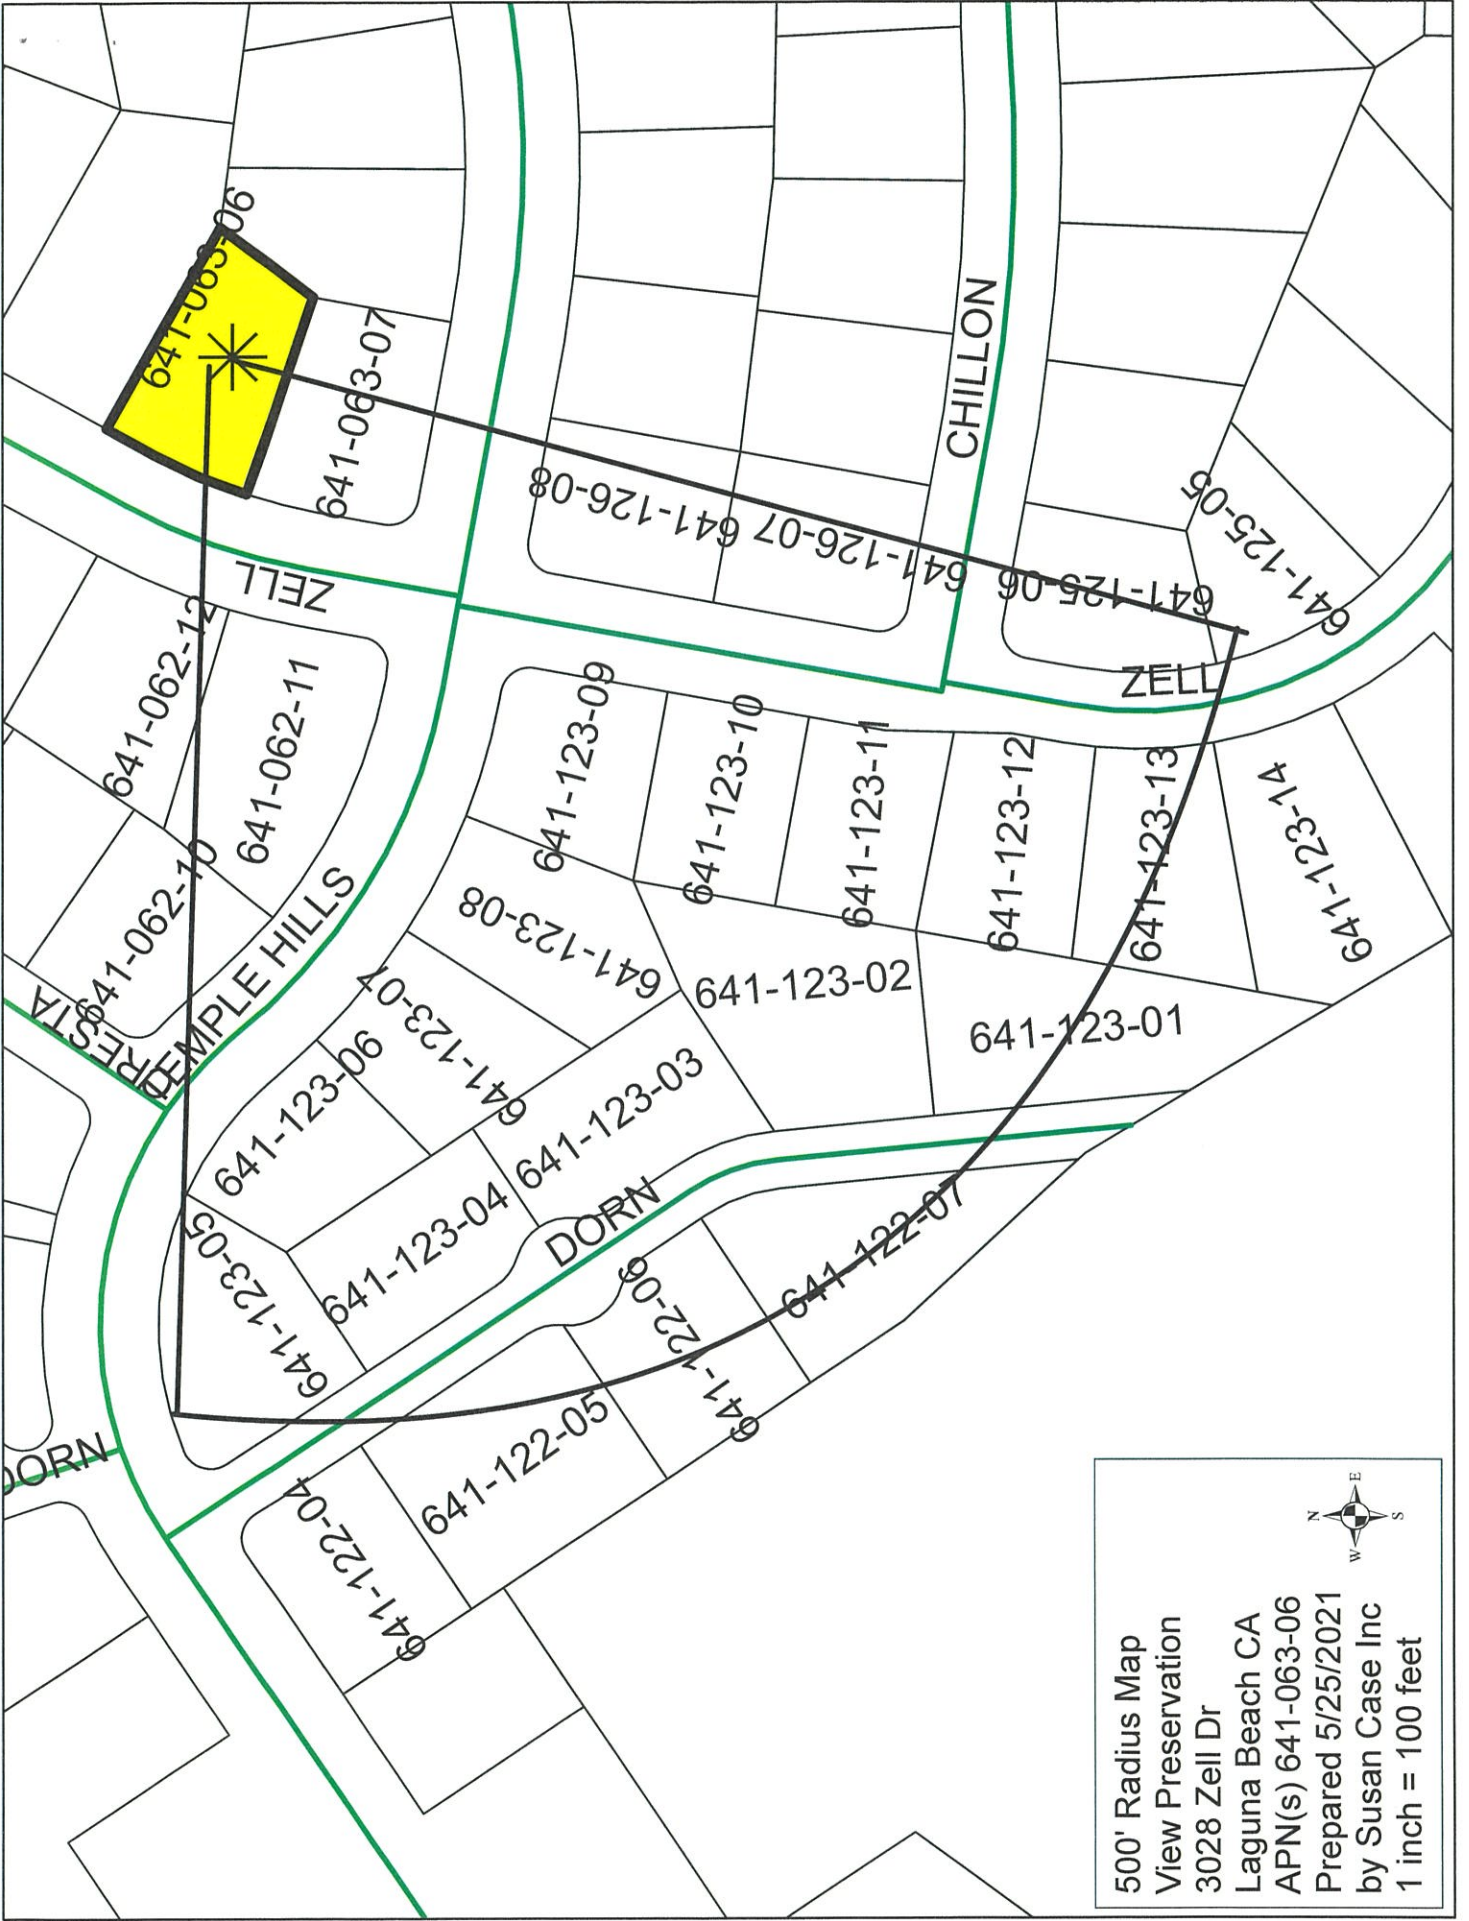 641-063-06
641-063-07
ZELL
641-062-12
641-062-11
641-062-10
TEMPLE HILLS
CRESTA
CHILLON
641-126-08
641-126-07
641-126-07
641-125-06
641-125-05
ZELL
641-123-09
641-123-10
641-123-11
641-123-12
641-123-13
641-123-14
641-123-08
641-123-07
641-123-06
641-123-05
641-123-04
641-123-03
641-123-02
641-123-01
DORN
DORN
641-122-07
641-122-06
641-122-05
641-122-04
500' Radius Map
View Preservation
3028 Zell Dr
Laguna Beach CA
APN(s) 641-063-06
Prepared 5/25/2021
by Susan Case Inc
1 inch = 100 feet
N
W E
S